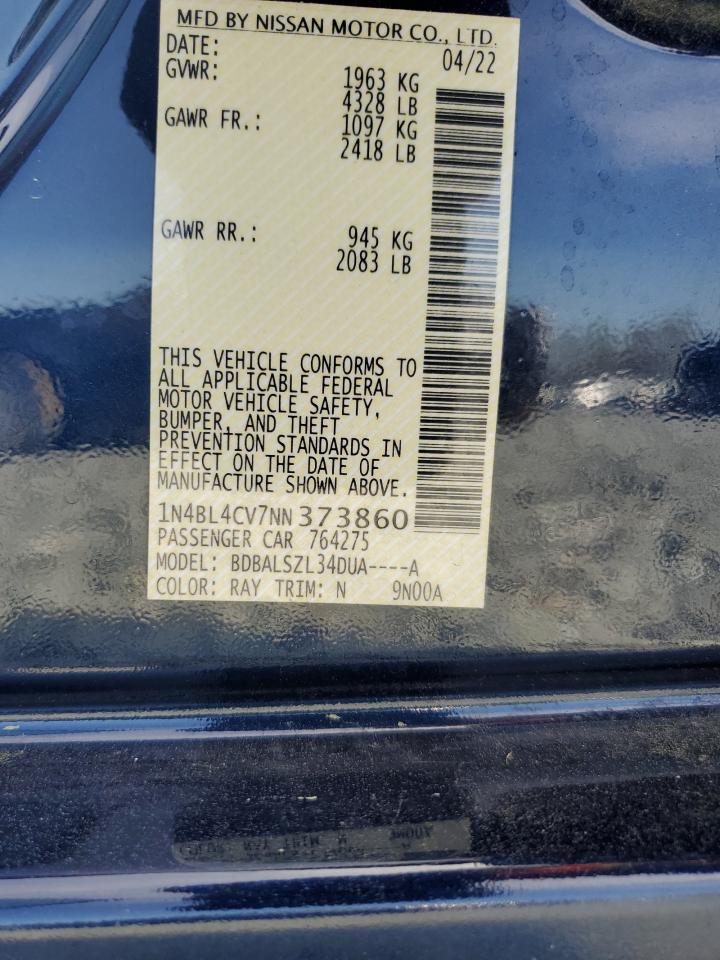 MFD BY NISSAN MOTOR CO., LTD.
DATE: 04/22
GVWR: 1963 KG
4328 LB
GAWR FR.: 1097 KG
2418 LB
GAWR RR.: 945 KG
2083 LB
THIS VEHICLE CONFORMS TO
ALL APPLICABLE FEDERAL
MOTOR VEHICLE SAFETY,
BUMPER, AND THEFT
PREVENTION STANDARDS IN
EFFECT ON THE DATE OF
MANUFACTURE SHOWN ABOVE.
1N4BL4CV7NN373860
PASSENGER CAR 764275
MODEL: BDBALSZL34DUA----A
COLOR: RAY TRIM: N 9N00A